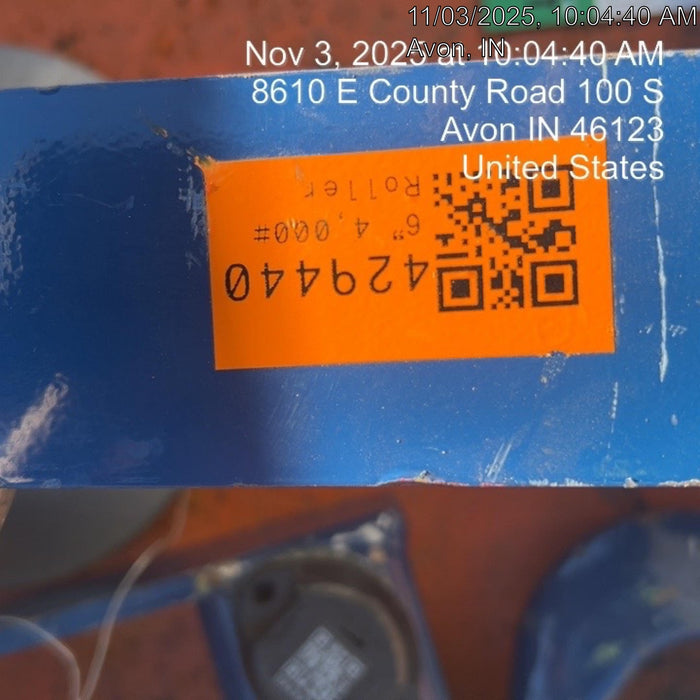 11/03/2025, 10:04:40 AM
Avon, IN
Nov 3, 2025 at 10:04:40 AM
8610 E County Road 100 S
Avon IN 46123
United States
429440
6" 4,000#
Roller